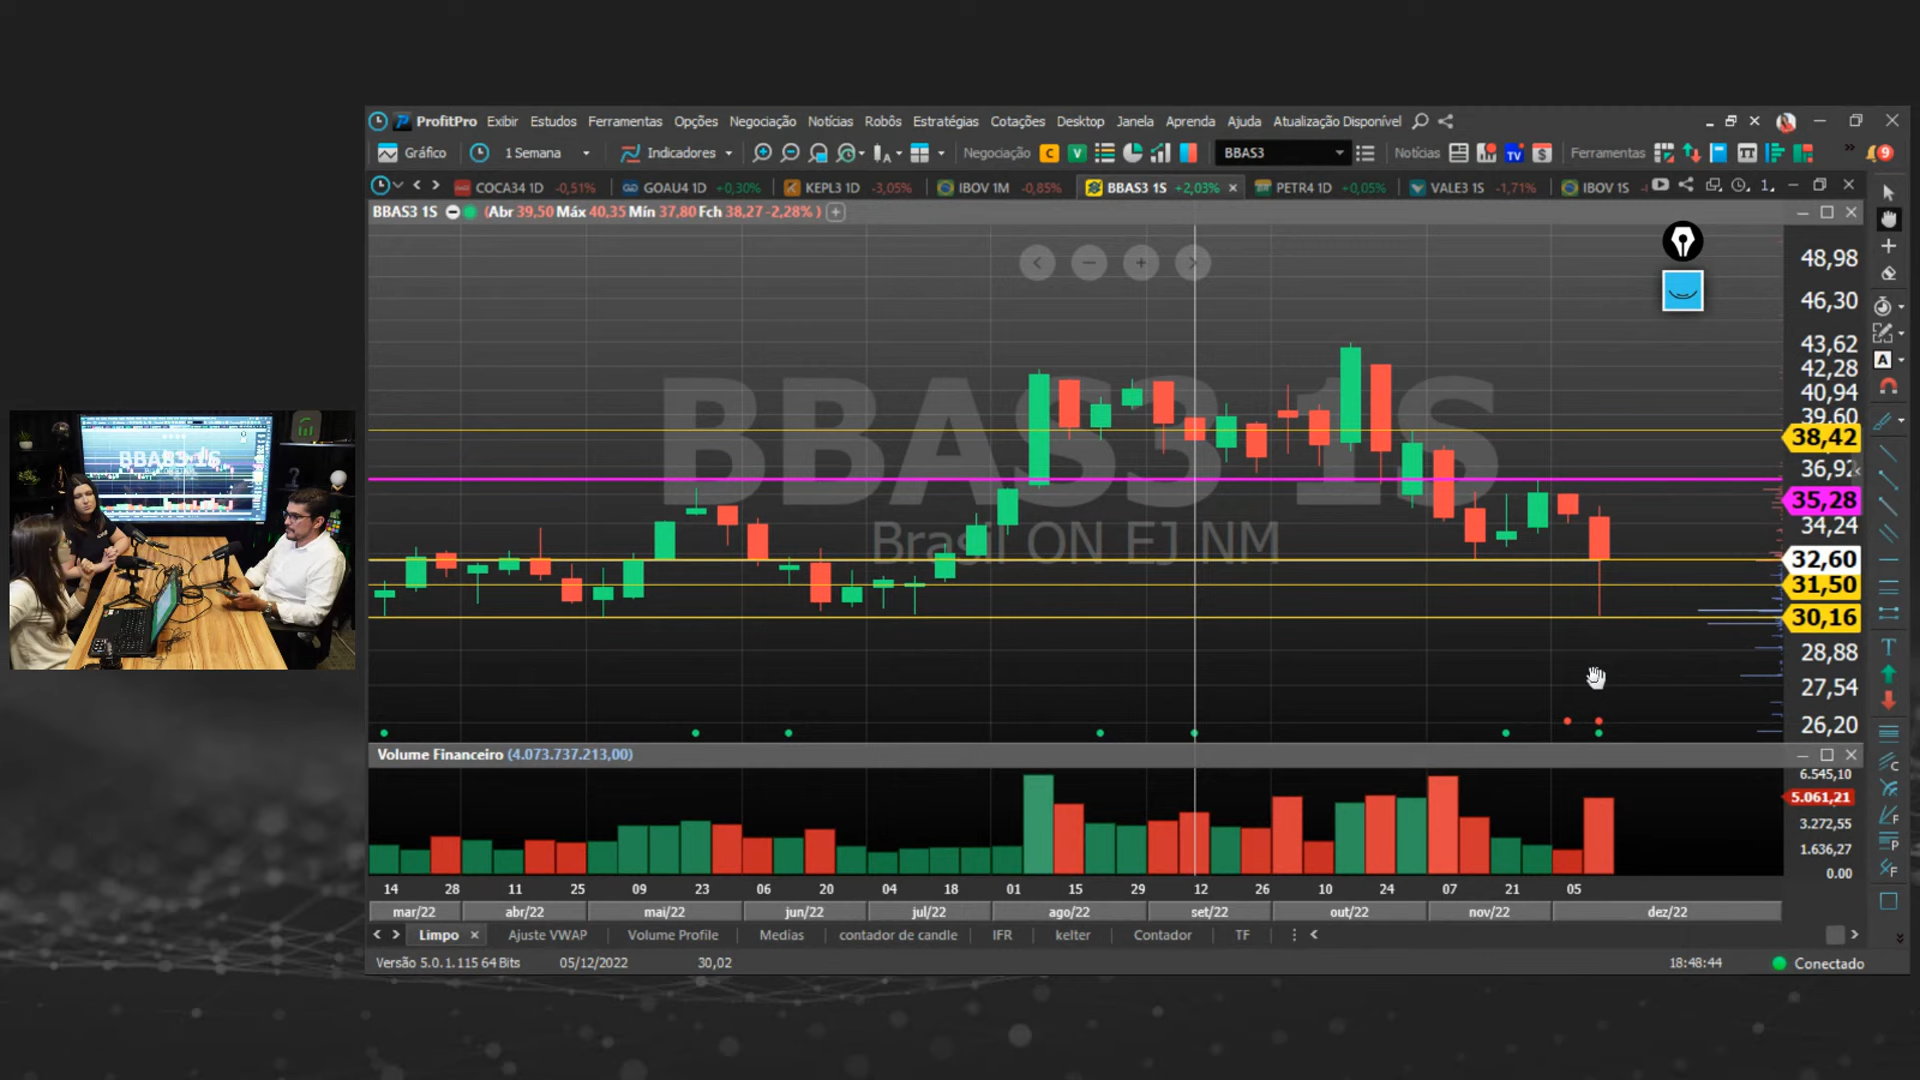 ProfitPro Exibir Estudos Ferramentas Opções Negociação Notícias Robôs Estratégias Cotações Desktop Janela Aprenda Ajuda Atualização Disponível
Gráfico 1 Semana Indicadores A Negociação C V BBAS3 Notícias TV $ Ferramentas TT 9
COCA34 1D -0,51% GOAU4 1D +0,30% KEPL3 1D -3,05% IBOV 1M -0,85% BBAS3 1S +2,03% PETR4 1D +0,05% VALE3 1S -1,71% IBOV 1S 1
BBAS3 1S (Abr 39,50 Máx 40,35 Mín 37,80 Fch 38,27 -2,28% )
BBAS3 1S
Brasil ON EJ NM
48,98
46,30
43,62
42,28
40,94
39,60
38,42
36,92
35,28
34,24
32,60
31,50
30,16
28,88
27,54
26,20
A
T
C
F
P
F
BBAS3 1S
Volume Financeiro (4.073.737.213,00)
6.545,10
5.061,21
3.272,55
1.636,27
0.00
14 28 11 25 09 23 06 20 04 18 01 15 29 12 26 10 24 07 21 05
mar/22 abr/22 mai/22 jun/22 jul/22 ago/22 set/22 out/22 nov/22 dez/22
Limpo Ajuste VWAP Volume Profile Medias contador de candle IFR kelter Contador TF
Versão 5.0.1.115 64 Bits 05/12/2022 30,02 18:48:44 Conectado